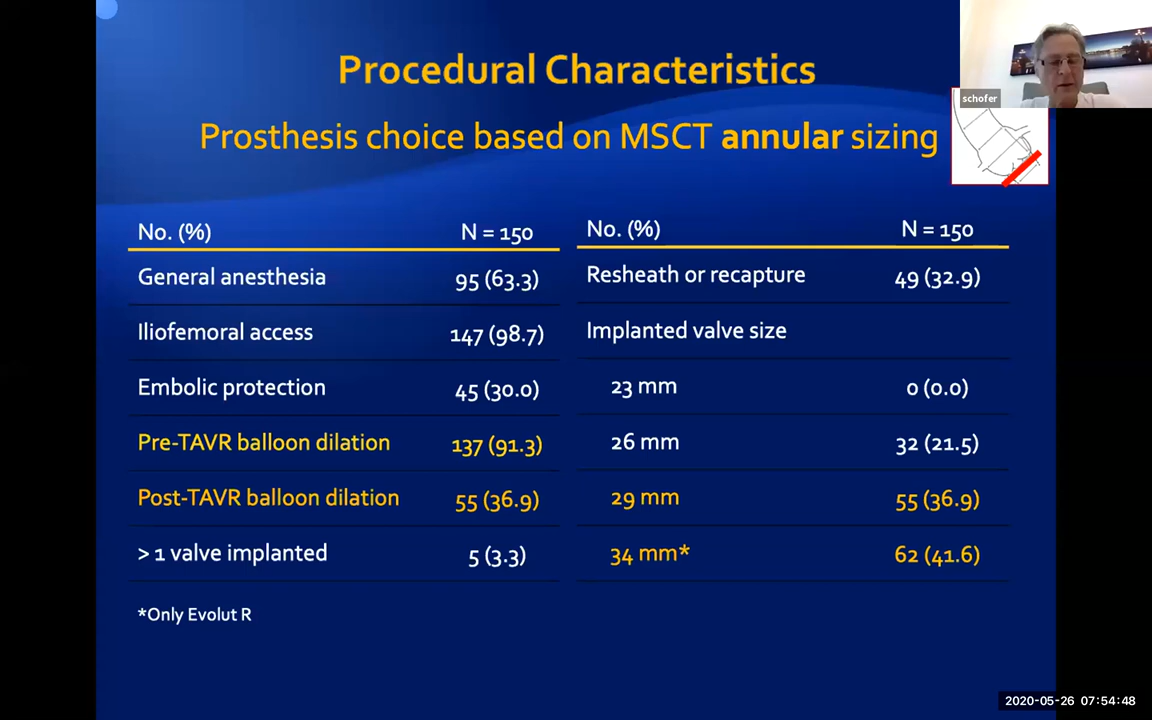 Procedural Characteristics
schofer
Prosthesis choice based on MSCT annular sizing
No. (%) N = 150
General anesthesia 95 (63.3)
Iliofemoral access 147 (98.7)
Embolic protection 45 (30.0)
Pre-TAVR balloon dilation 137 (91.3)
Post-TAVR balloon dilation 55 (36.9)
> 1 valve implanted 5 (3.3)
*Only Evolut R
No. (%) N = 150
Resheath or recapture 49 (32.9)
Implanted valve size
23 mm 0 (0.0)
26 mm 32 (21.5)
29 mm 55 (36.9)
34 mm* 62 (41.6)
2020-05-26 07:54:48